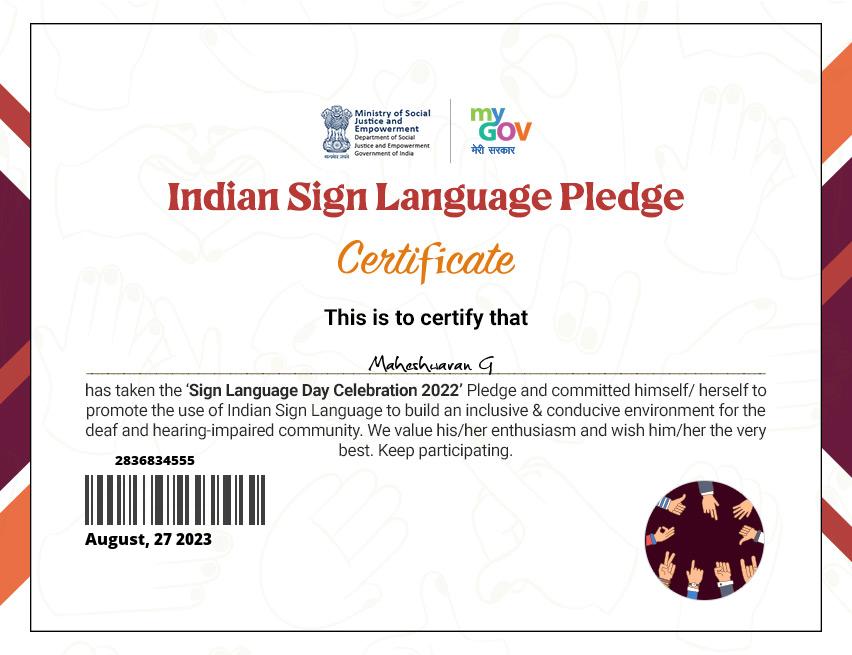 Ministry of Social
Justice and
Empowerment
Department of Social
Justice and Empowerment
Government of India
सत्यमेव जयते
my
GOV
मेरी सरकार
Indian Sign Language Pledge
Certificate
This is to certify that
Maheshwaran G
has taken the ‘Sign Language Day Celebration 2022’ Pledge and committed himself/ herself to
promote the use of Indian Sign Language to build an inclusive & conducive environment for the
deaf and hearing-impaired community. We value his/her enthusiasm and wish him/her the very
best. Keep participating.
2836834555
August, 27 2023